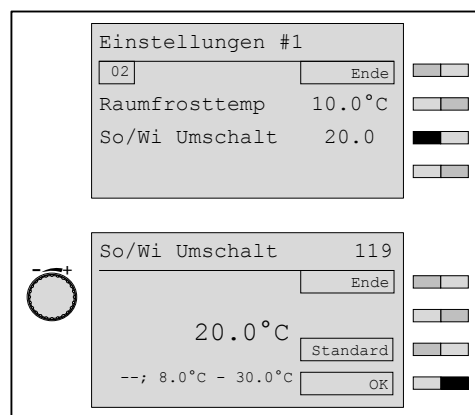 Einstellungen #1
02 Ende
Raumfrosttemp 10.0°C
So/Wi Umschalt 20.0
So/Wi Umschalt 119
- +
Ende
20.0°C
Standard
--; 8.0°C - 30.0°C OK